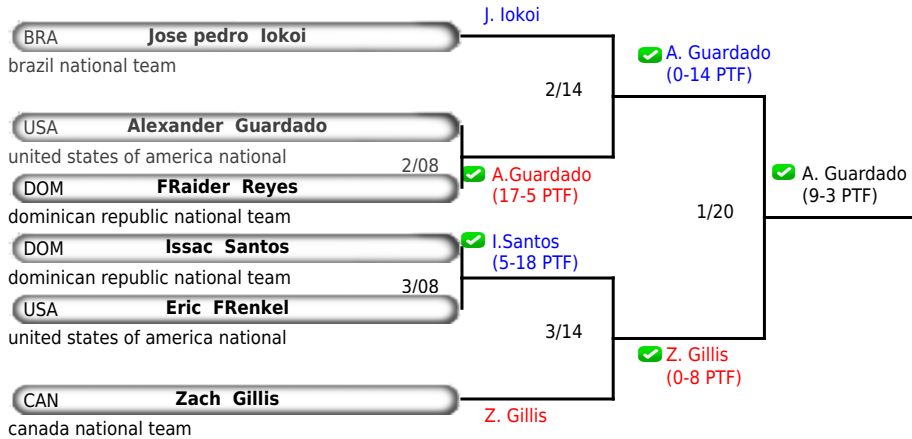 J. Iokoi
BRA Jose pedro Iokoi
brazil national team
A. Guardado
(0-14 PTF)
2/14
USA Alexander Guardado
united states of america national
2/08
A.Guardado
(17-5 PTF)
DOM FRaider Reyes
dominican republic national team
A. Guardado
(9-3 PTF)
1/20
DOM Issac Santos
dominican republic national team
I.Santos
(5-18 PTF)
3/08
USA Eric FRenkel
united states of america national
3/14
Z. Gillis
(0-8 PTF)
CAN Zach Gillis
canada national team
Z. Gillis